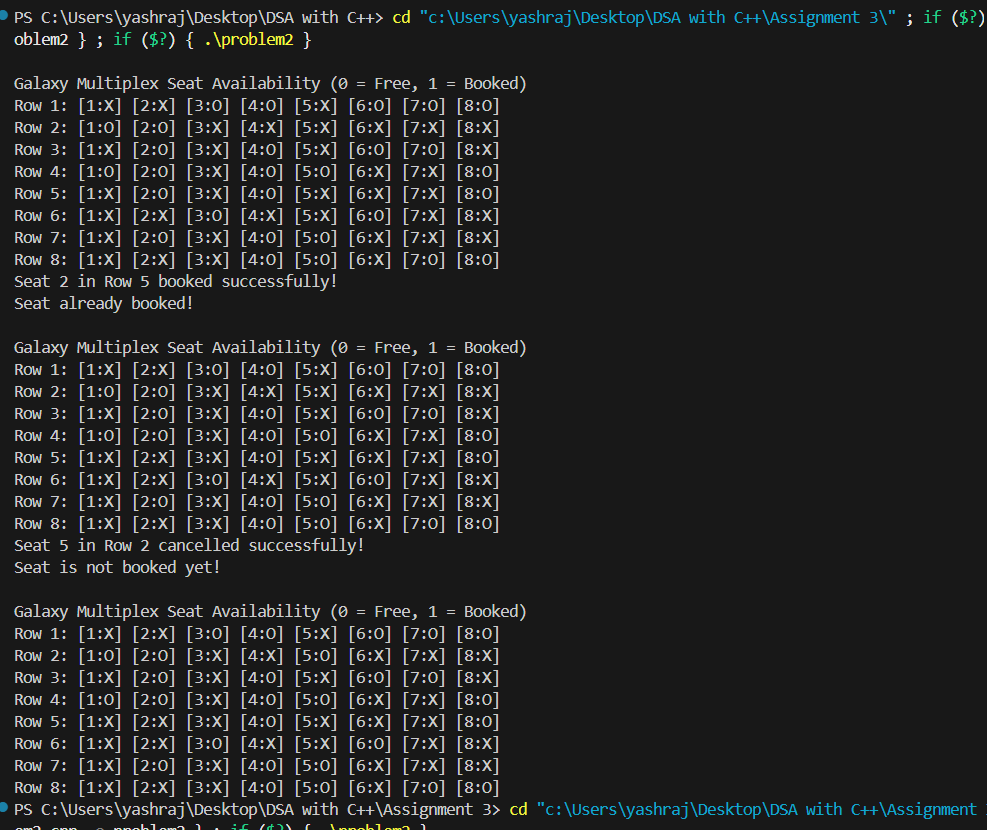 PS C:\Users\yashraj\Desktop\DSA with C++> cd "c:\Users\yashraj\Desktop\DSA with C++\Assignment 3\" ; if ($?)
oblem2 } ; if ($?) { .\problem2 }
Galaxy Multiplex Seat Availability (0 = Free, 1 = Booked)
Row 1: [1:X] [2:X] [3:O] [4:O] [5:X] [6:O] [7:O] [8:O]
Row 2: [1:O] [2:O] [3:X] [4:X] [5:X] [6:X] [7:X] [8:X]
Row 3: [1:X] [2:O] [3:X] [4:O] [5:X] [6:O] [7:O] [8:X]
Row 4: [1:O] [2:O] [3:X] [4:O] [5:O] [6:X] [7:X] [8:O]
Row 5: [1:X] [2:O] [3:X] [4:O] [5:X] [6:X] [7:X] [8:O]
Row 6: [1:X] [2:X] [3:O] [4:X] [5:X] [6:O] [7:X] [8:X]
Row 7: [1:X] [2:O] [3:X] [4:O] [5:O] [6:X] [7:X] [8:X]
Row 8: [1:X] [2:X] [3:X] [4:O] [5:O] [6:X] [7:O] [8:O]
Seat 2 in Row 5 booked successfully!
Seat already booked!
Galaxy Multiplex Seat Availability (0 = Free, 1 = Booked)
Row 1: [1:X] [2:X] [3:O] [4:O] [5:X] [6:O] [7:O] [8:O]
Row 2: [1:O] [2:O] [3:X] [4:X] [5:X] [6:X] [7:X] [8:X]
Row 3: [1:X] [2:O] [3:X] [4:O] [5:X] [6:O] [7:O] [8:X]
Row 4: [1:O] [2:O] [3:X] [4:O] [5:O] [6:X] [7:X] [8:O]
Row 5: [1:X] [2:X] [3:X] [4:O] [5:X] [6:X] [7:X] [8:O]
Row 6: [1:X] [2:X] [3:O] [4:X] [5:X] [6:O] [7:X] [8:X]
Row 7: [1:X] [2:O] [3:X] [4:O] [5:O] [6:X] [7:X] [8:X]
Row 8: [1:X] [2:X] [3:X] [4:O] [5:O] [6:X] [7:O] [8:O]
Seat 5 in Row 2 cancelled successfully!
Seat is not booked yet!
Galaxy Multiplex Seat Availability (0 = Free, 1 = Booked)
Row 1: [1:X] [2:X] [3:O] [4:O] [5:X] [6:O] [7:O] [8:O]
Row 2: [1:O] [2:O] [3:X] [4:X] [5:O] [6:X] [7:X] [8:X]
Row 3: [1:X] [2:O] [3:X] [4:O] [5:X] [6:O] [7:O] [8:X]
Row 4: [1:O] [2:O] [3:X] [4:O] [5:O] [6:X] [7:X] [8:O]
Row 5: [1:X] [2:X] [3:X] [4:O] [5:X] [6:X] [7:X] [8:O]
Row 6: [1:X] [2:X] [3:O] [4:X] [5:X] [6:O] [7:X] [8:X]
Row 7: [1:X] [2:O] [3:X] [4:O] [5:O] [6:X] [7:X] [8:X]
Row 8: [1:X] [2:X] [3:X] [4:O] [5:O] [6:X] [7:O] [8:O]
PS C:\Users\yashraj\Desktop\DSA with C++\Assignment 3> cd "c:\Users\yashraj\Desktop\DSA with C++\Assignment
em2.cpp -o problem2 } ; if ($?) { .\problem2 }